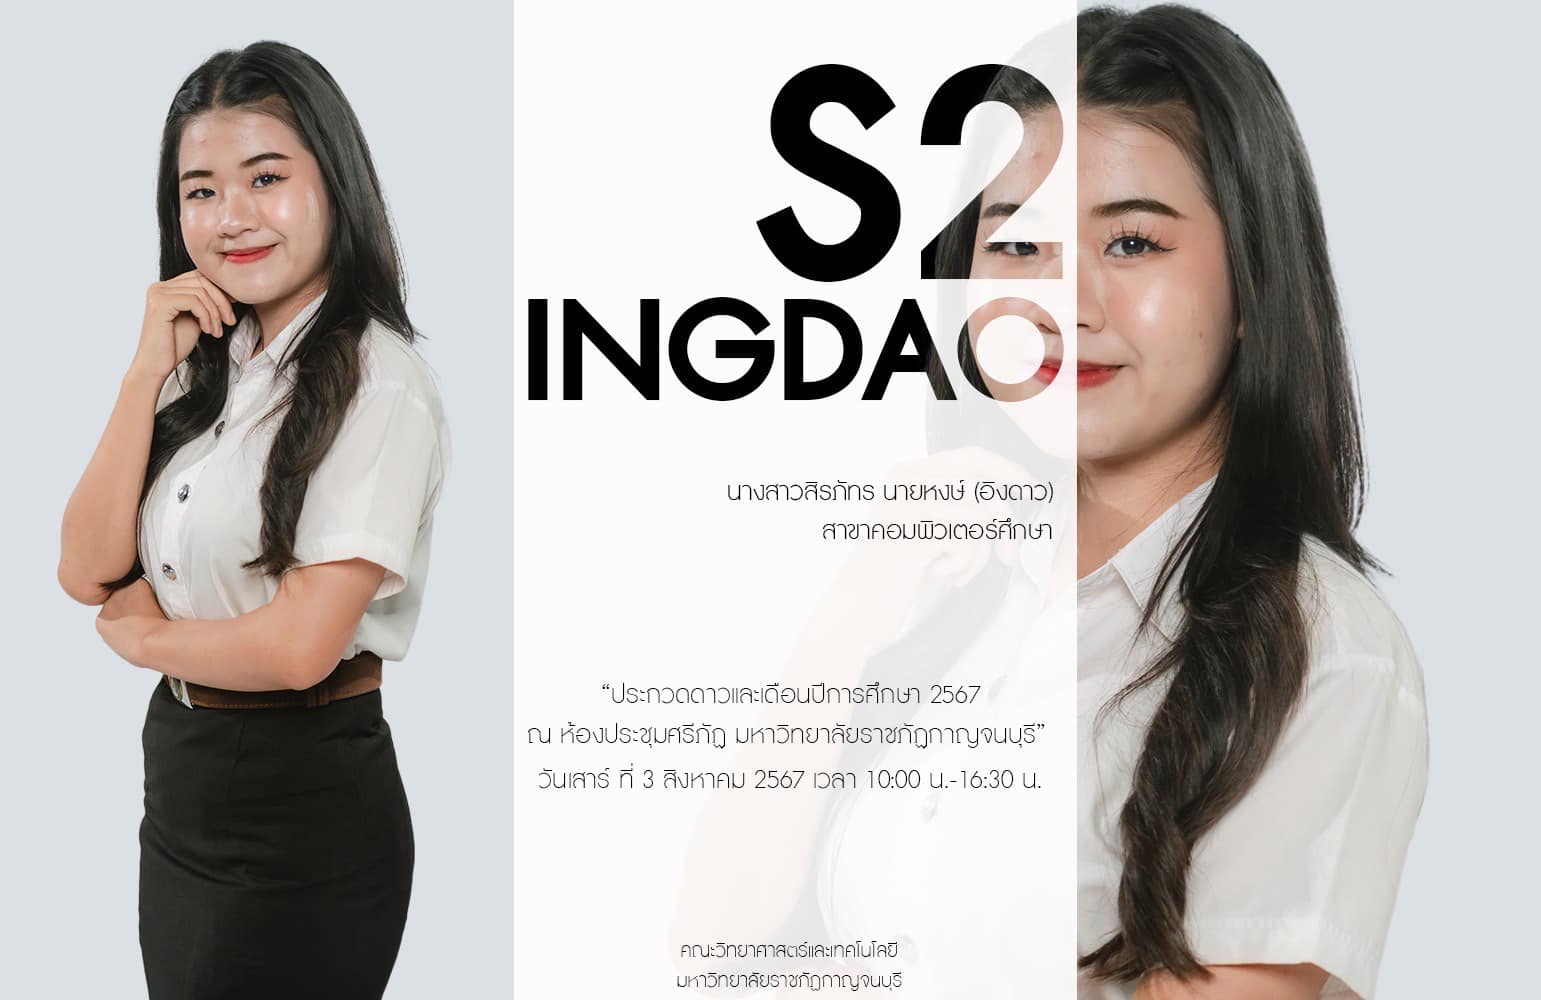 S2
INGDAO
นางสาวสิรภัทร นายหงษ์ (อิงดาว)
สาขาคอมพิวเตอร์ศึกษา
“ประกวดดาวและเดือนปีการศึกษา 2567
ณ ห้องประชุมศรีภัฏ มหาวิทยาลัยราชภัฏกาญจนบุรี”
วันเสาร์ ที่ 3 สิงหาคม 2567 เวลา 10:00 น.-16:30 น.
คณะวิทยาศาสตร์และเทคโนโลยี
มหาวิทยาลัยราชภัฏกาญจนบุรี